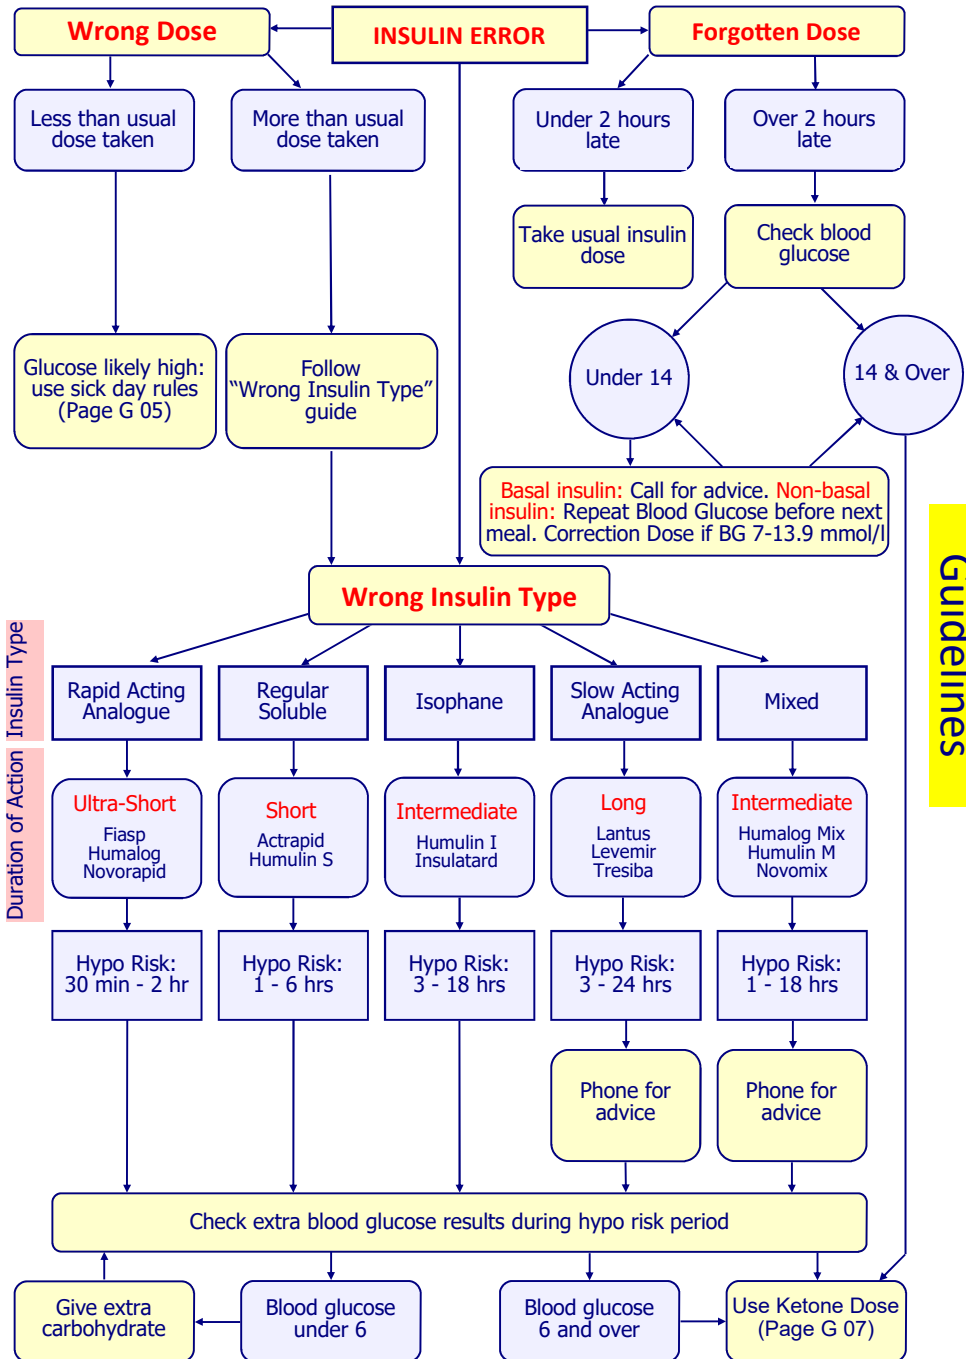 Wrong Dose
INSULIN ERROR
Forgotten Dose
Less than usual
dose taken
More than usual
dose taken
Under 2 hours
late
Over 2 hours
late
Take usual insulin
dose
Check blood
glucose
Glucose likely high:
use sick day rules
(Page G 05)
Follow
“Wrong Insulin Type”
guide
Under 14
14 & Over
Basal insulin: Call for advice. Non-basal
insulin: Repeat Blood Glucose before next
meal. Correction Dose if BG 7-13.9 mmol/l
Guidelines
Wrong Insulin Type
Insulin Type
Rapid Acting
Analogue
Regular
Soluble
Isophane
Slow Acting
Analogue
Mixed
Duration of Action
Ultra-Short
Fiasp
Humalog
Novorapid
Short
Actrapid
Humulin S
Intermediate
Humulin I
Insulatard
Long
Lantus
Levemir
Tresiba
Intermediate
Humalog Mix
Humulin M
Novomix
Hypo Risk:
30 min - 2 hr
Hypo Risk:
1 - 6 hrs
Hypo Risk:
3 - 18 hrs
Hypo Risk:
3 - 24 hrs
Hypo Risk:
1 - 18 hrs
Phone for
advice
Phone for
advice
Check extra blood glucose results during hypo risk period
Give extra
carbohydrate
Blood glucose
under 6
Blood glucose
6 and over
Use Ketone Dose
(Page G 07)